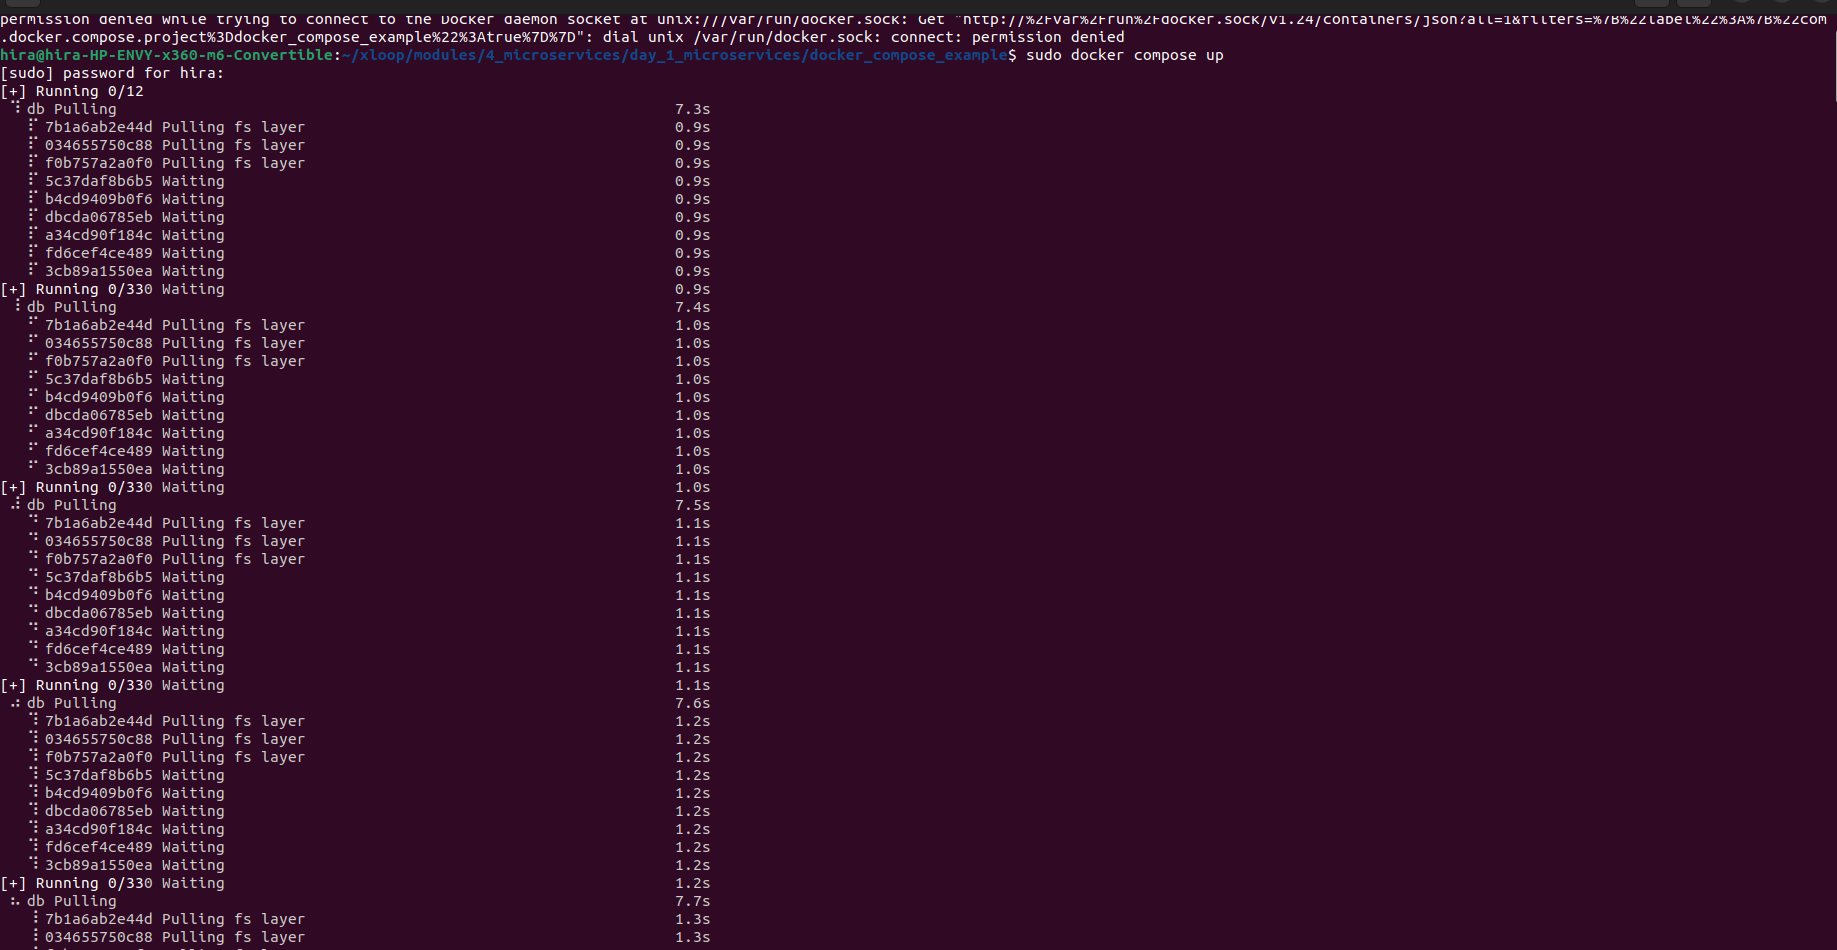 permission denied while trying to connect to the Docker daemon socket at unix:///var/run/docker.sock: Get "http://%2Fvar%2Frun%2Fdocker.sock/v1.24/containers/json?all=1&filters=%7B%22label%22%3A%7B%22com
.docker.compose.project%3Ddocker_compose_example%22%3Atrue%7D%7D": dial unix /var/run/docker.sock: connect: permission denied
hira@hira-HP-ENVY-x360-m6-Convertible:~/xloop/modules/4_microservices/day_1_microservices/docker_compose_example$ sudo docker compose up
[sudo] password for hira:
[+] Running 0/12
⠹ db Pulling 7.3s
⠏ 7b1a6ab2e44d Pulling fs layer 0.9s
⠏ 034655750c88 Pulling fs layer 0.9s
⠏ f0b757a2a0f0 Pulling fs layer 0.9s
⠏ 5c37daf8b6b5 Waiting 0.9s
⠏ b4cd9409b0f6 Waiting 0.9s
⠏ dbcda06785eb Waiting 0.9s
⠏ a34cd90f184c Waiting 0.9s
⠏ fd6cef4ce489 Waiting 0.9s
⠏ 3cb89a1550ea Waiting 0.9s
[+] Running 0/330 Waiting 0.9s
⠸ db Pulling 7.4s
⠋ 7b1a6ab2e44d Pulling fs layer 1.0s
⠋ 034655750c88 Pulling fs layer 1.0s
⠋ f0b757a2a0f0 Pulling fs layer 1.0s
⠋ 5c37daf8b6b5 Waiting 1.0s
⠋ b4cd9409b0f6 Waiting 1.0s
⠋ dbcda06785eb Waiting 1.0s
⠋ a34cd90f184c Waiting 1.0s
⠋ fd6cef4ce489 Waiting 1.0s
⠋ 3cb89a1550ea Waiting 1.0s
[+] Running 0/330 Waiting 1.0s
⠼ db Pulling 7.5s
⠙ 7b1a6ab2e44d Pulling fs layer 1.1s
⠙ 034655750c88 Pulling fs layer 1.1s
⠙ f0b757a2a0f0 Pulling fs layer 1.1s
⠙ 5c37daf8b6b5 Waiting 1.1s
⠙ b4cd9409b0f6 Waiting 1.1s
⠙ dbcda06785eb Waiting 1.1s
⠙ a34cd90f184c Waiting 1.1s
⠙ fd6cef4ce489 Waiting 1.1s
⠙ 3cb89a1550ea Waiting 1.1s
[+] Running 0/330 Waiting 1.1s
⠴ db Pulling 7.6s
⠹ 7b1a6ab2e44d Pulling fs layer 1.2s
⠹ 034655750c88 Pulling fs layer 1.2s
⠹ f0b757a2a0f0 Pulling fs layer 1.2s
⠹ 5c37daf8b6b5 Waiting 1.2s
⠹ b4cd9409b0f6 Waiting 1.2s
⠹ dbcda06785eb Waiting 1.2s
⠹ a34cd90f184c Waiting 1.2s
⠹ fd6cef4ce489 Waiting 1.2s
⠹ 3cb89a1550ea Waiting 1.2s
[+] Running 0/330 Waiting 1.2s
⠦ db Pulling 7.7s
⠸ 7b1a6ab2e44d Pulling fs layer 1.3s
⠸ 034655750c88 Pulling fs layer 1.3s